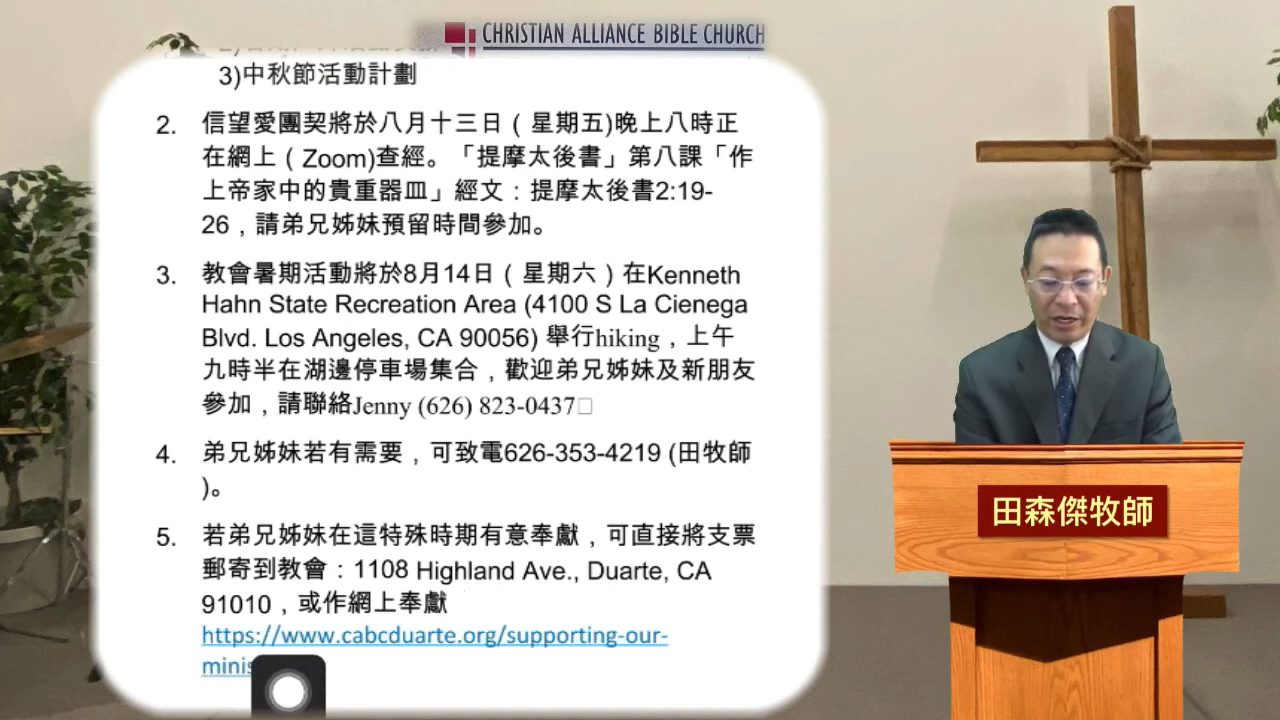 CHRISTIAN ALLIANCE BIBLE CHURCH
3)中秋節活動計劃
2. 信望愛團契將於八月十三日（星期五)晚上八時正
在網上（Zoom)查經。「提摩太後書」第八課「作
上帝家中的貴重器皿」經文：提摩太後書2:19-
26，請弟兄姊妹預留時間參加。
3. 教會暑期活動將於8月14日（星期六）在Kenneth
Hahn State Recreation Area (4100 S La Cienega
Blvd. Los Angeles, CA 90056) 舉行hiking，上午
九時半在湖邊停車場集合，歡迎弟兄姊妹及新朋友
參加，請聯絡Jenny (626) 823-0437□
4. 弟兄姊妹若有需要，可致電626-353-4219 (田牧師
)。
5. 若弟兄姊妹在這特殊時期有意奉獻，可直接將支票
郵寄到教會：1108 Highland Ave., Duarte, CA
91010，或作網上奉獻
https://www.cabcduarte.org/supporting-our-
minis
田森傑牧師